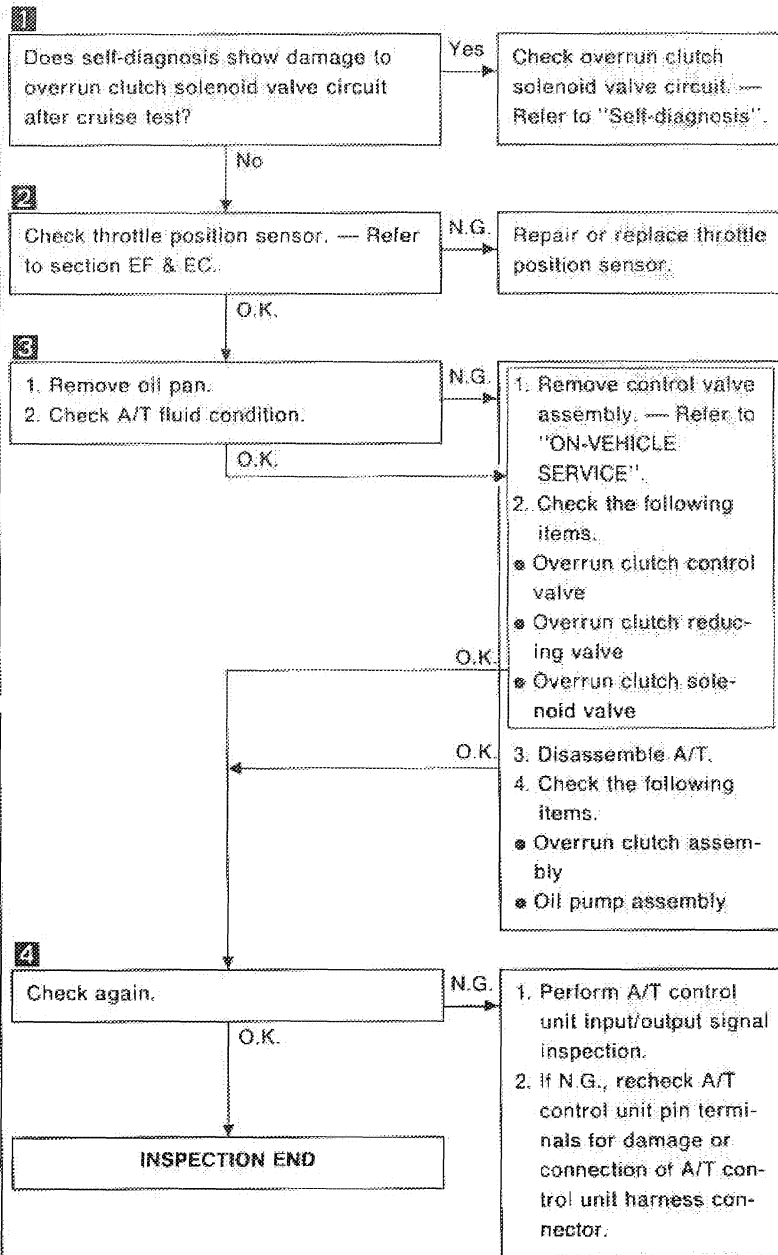 1
Does self-diagnosis show damage to
overrun clutch solenoid valve circuit
after cruise test?
Yes
Check overrun clutch
solenoid valve circuit. —
Refer to "Self-diagnosis".
No
2
Check throttle position sensor. — Refer
to section EF & EC.
N.G.
Repair or replace throttle
position sensor.
O.K.
3
1. Remove oil pan.
2. Check A/T fluid condition.
N.G.
O.K.
1. Remove control valve
assembly. — Refer to
"ON-VEHICLE
SERVICE".
2. Check the following
items.
● Overrun clutch control
valve
● Overrun clutch reduc-
ing valve
● Overrun clutch sole-
noid valve
O.K.
O.K.
3. Disassemble A/T.
4. Check the following
items.
● Overrun clutch assem-
bly
● Oil pump assembly
4
Check again.
N.G.
1. Perform A/T control
unit input/output signal
inspection.
2. If N.G., recheck A/T
control unit pin termi-
nals for damage or
connection of A/T con-
trol unit harness con-
nector.
O.K.
INSPECTION END